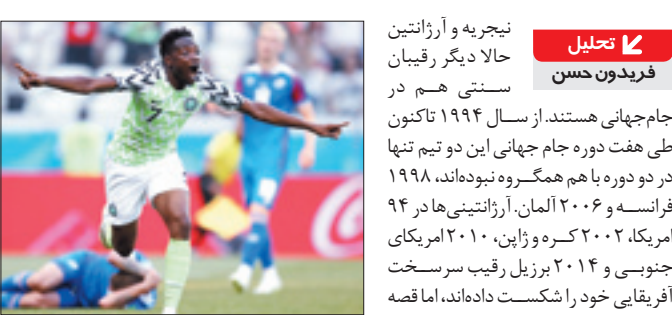 تحلیل
فریدون حسن
نیجریه و آرژانتین
حالا دیگر رقیبان
سنتی هم در
جام‌جهانی هستند. از سال ۱۹۹۴ تاکنون
طی هفت دوره جام جهانی این دو تیم تنها
در دو دوره با هم همگروه نبوده‌اند، ۱۹۹۸
فرانسه و ۲۰۰۶ آلمان. آرژانتینی‌ها در ۹۴
امریکا، ۲۰۰۲ کره و ژاپن، ۲۰۱۰ امریکای
جنوبی و ۲۰۱۴ برزیل رقیب سرسخت
آفریقایی خود را شکست داده‌اند، اما قصه
7